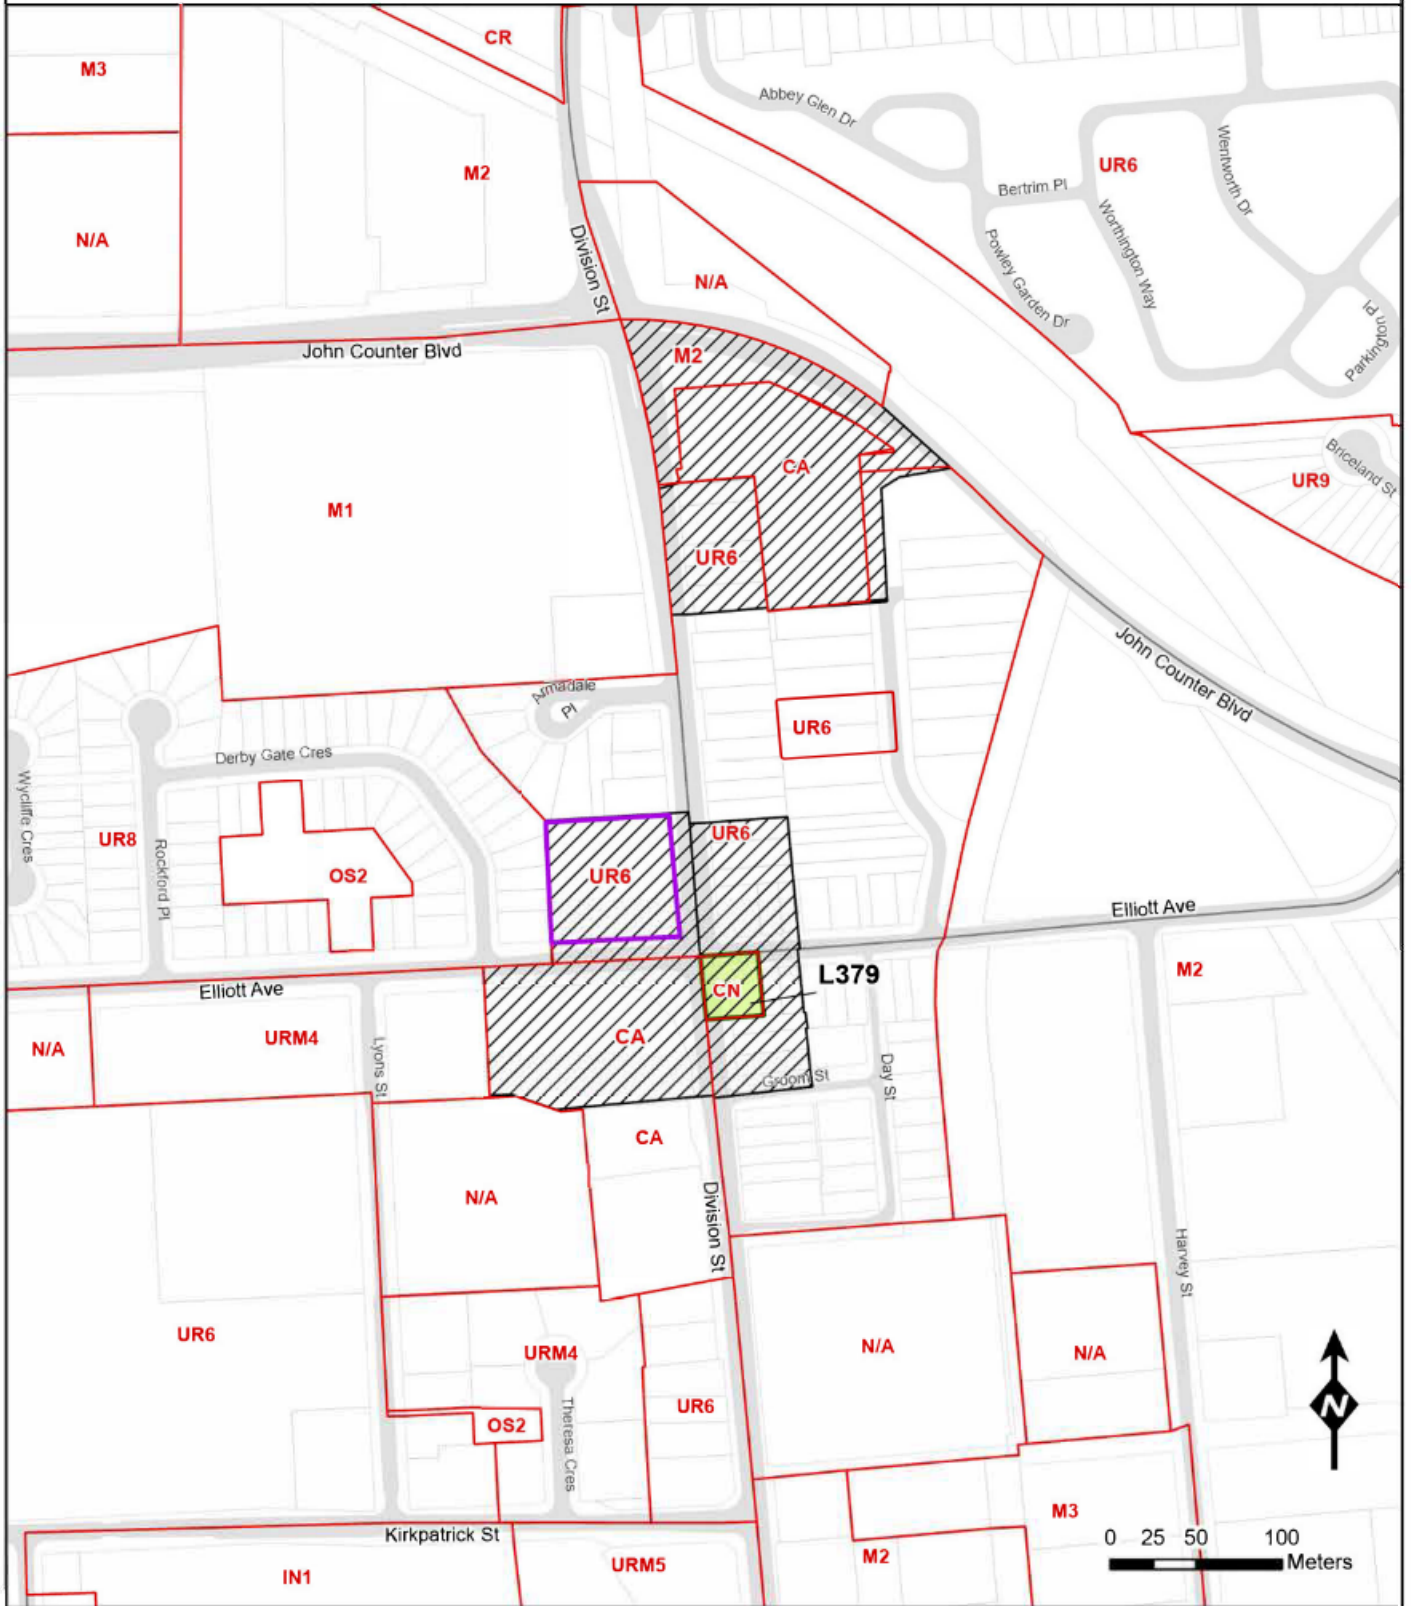 CR
M3
Abbey Glen Dr
M2
UR6
Wentworth Dr
Bertrim Pl
Worthington Way
N/A
Division St
Powley Garden Dr
N/A
Parkington Pl
John Counter Blvd
M2
CA
Briceland St
UR9
M1
UR6
John Counter Blvd
Armadale
Pl
UR6
Derby Gate Cres
Wycliffe Cres
UR8
Rockford Pl
OS2
UR6
UR6
Elliott Ave
L379
M2
Elliott Ave
CN
CA
URM4
N/A
Lyons St
Groom St
Day St
CA
N/A
Division St
Harvey St
UR6
URM4
N/A
N/A
UR6
OS2
Theresa Cres
N
M3
Kirkpatrick St
0 25 50 100
Meters
M2
URM5
IN1